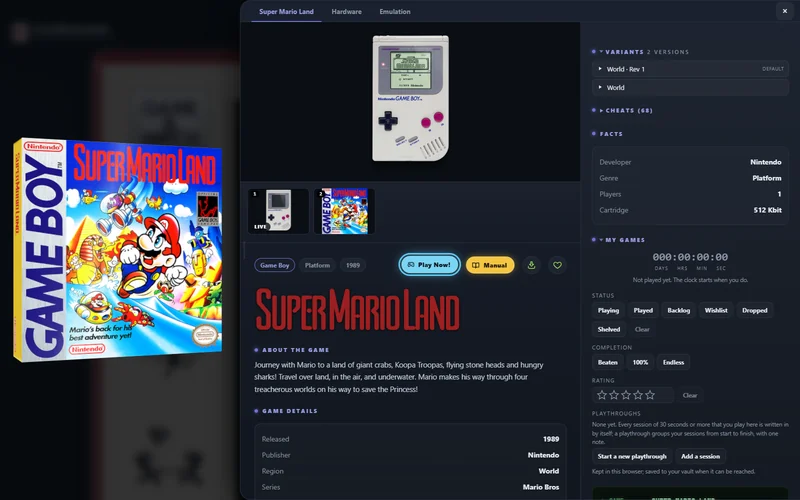 Super Mario Land
Hardware
Emulation
×
Nintendo
GAME BOY
TM
SUPER MARIO LAND
Mario's back for his
best adventure yet!
Nintendo
Nintendo GAME BOY
1
LIVE
2
Game Boy
Platform
1989
Play Now!
Manual
SUPER MARIO LAND
ABOUT THE GAME
Journey with Mario to a land of giant crabs, Koopa Troopas, flying stone heads and hungry
sharks! Travel over land, in the air, and underwater. Mario makes his way through four
treacherous worlds on his way to save the Princess!
GAME DETAILS
Released 1989
Publisher Nintendo
Region World
Series Mario Bros
VARIANTS 2 VERSIONS
World · Rev 1 DEFAULT
World
CHEATS (68)
FACTS
Developer Nintendo
Genre Platform
Players 1
Cartridge 512 Kbit
MY GAMES
000:00:00:00
DAYS HRS MIN SEC
Not played yet. The clock starts when you do.
STATUS
Playing Played Backlog Wishlist Dropped
Shelved Clear
COMPLETION
Beaten 100% Endless
RATING
Clear
PLAYTHROUGHS
None yet. Every session of 30 seconds or more that you play here is written in
by itself; a playthrough groups your sessions from start to finish, with one
note.
Start a new playthrough Add a session
Kept in this browser; saved to your vault when it can be reached.